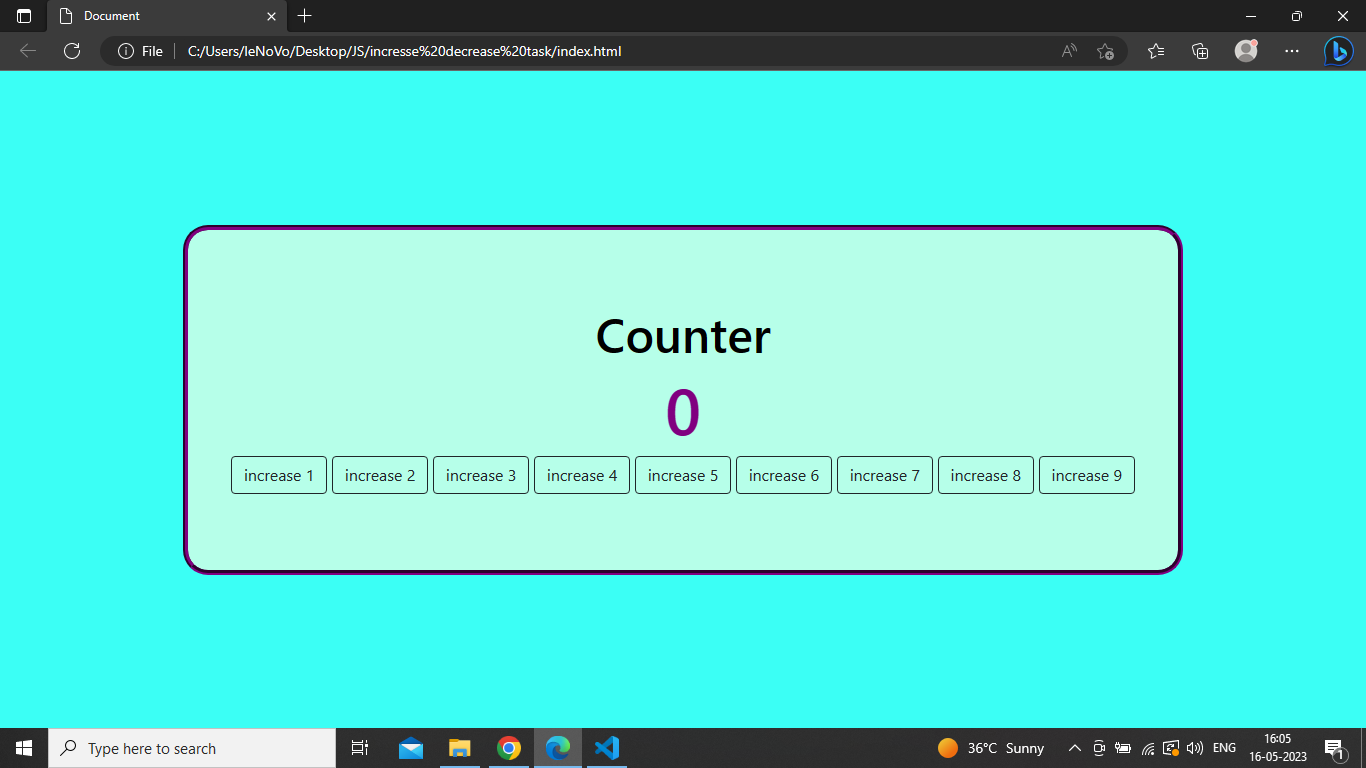 Document
File
C:/Users/leNoVo/Desktop/JS/incresse%20decrease%20task/index.html
Counter
0
increase 1 increase 2 increase 3 increase 4 increase 5 increase 6 increase 7 increase 8 increase 9
Type here to search
36°C Sunny
ENG
16:05
16-05-2023
1